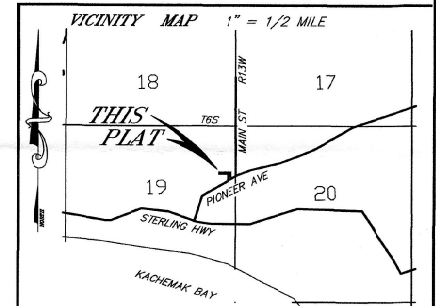 VICINITY MAP 1" = 1/2 MILE
18
R13W
17
THIS
PLAT
T6S
MAIN ST
19
PIONEER AVE
20
STERLING HWY
NORTH
KACHEMAK BAY